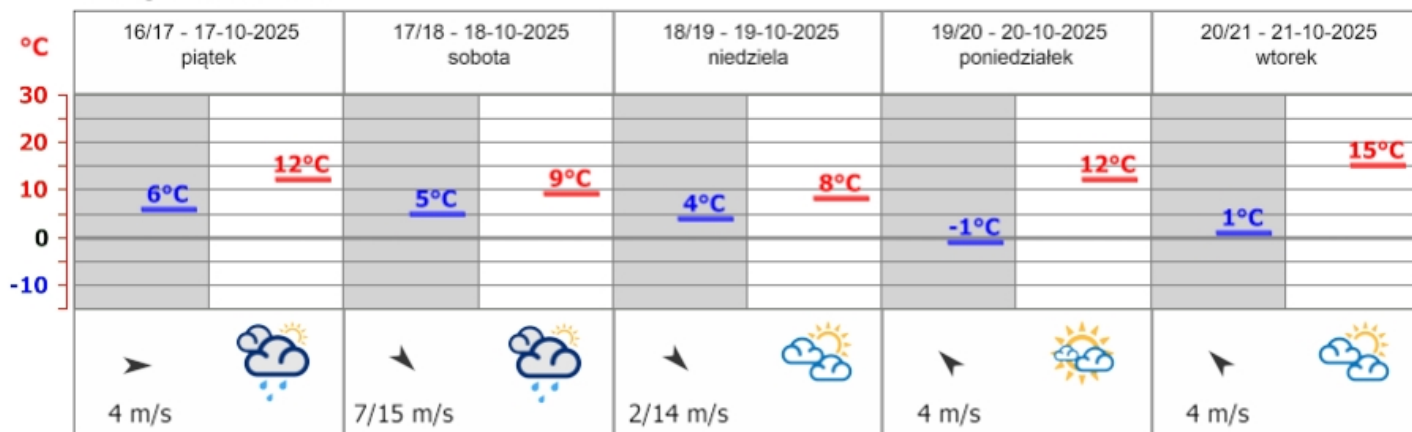 16/17 - 17-10-2025 17/18 - 18-10-2025 18/19 - 19-10-2025 19/20 - 20-10-2025 20/21 - 21-10-2025
°C
piątek sobota niedziela poniedziałek wtorek
30
20
15°C
12°C 12°C
9°C
8°C
10
6°C
5°C
4°C
1°C
-1°C
0
-10
4 m/s 7/15 m/s 2/14 m/s 4 m/s 4 m/s